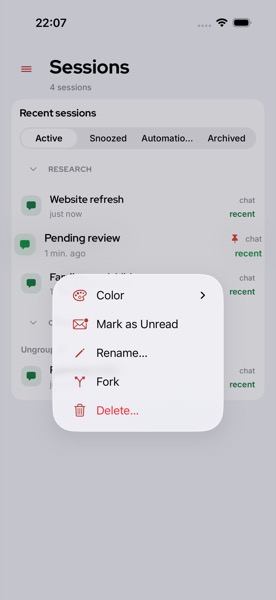 22:07
Sessions
4 sessions
Recent sessions
Active Snoozed Automatio... Archived
RESEARCH
Website refresh chat
just now recent
Pending review chat
1 min. ago recent
chat
recent
Color
Mark as Unread
Rename...
Ungroup
Fork
chat
recent
Delete...